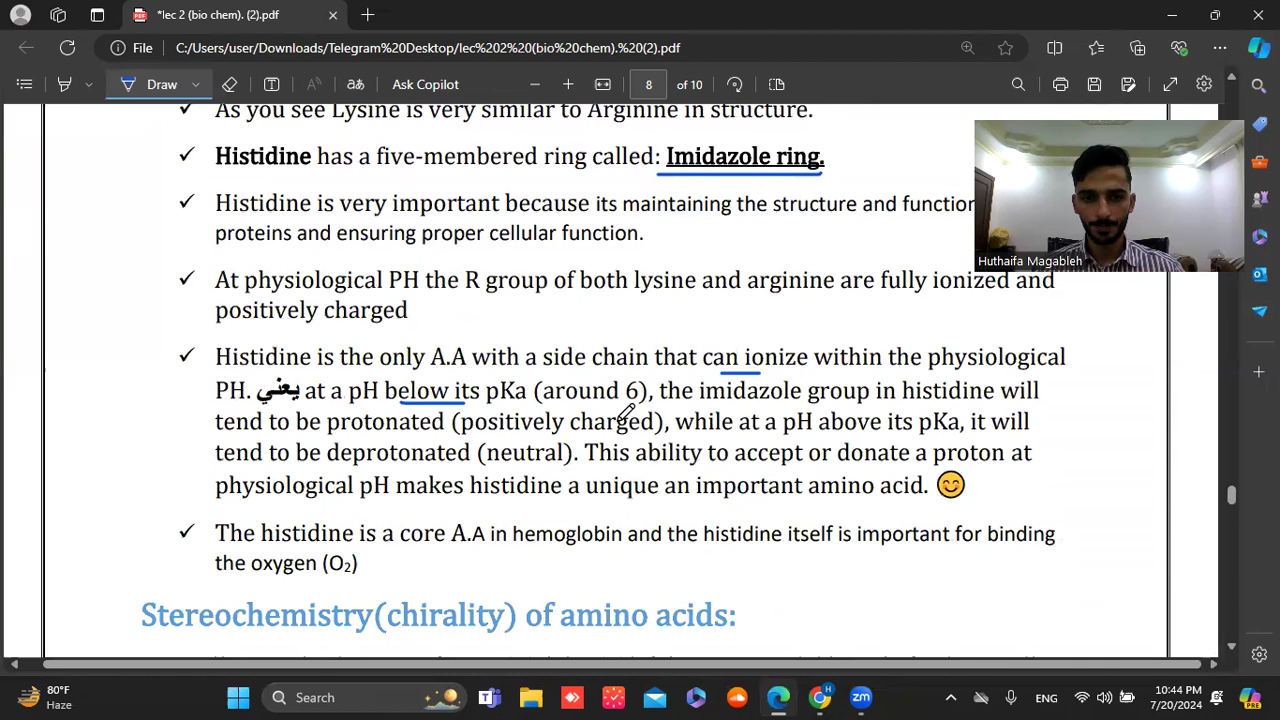 *lec 2 (bio chem). (2).pdf
File
C:/Users/user/Downloads/Telegram%20Desktop/lec%202%20(bio%20chem).%20(2).pdf
Draw
Ask Copilot
8 of 10
As you see Lysine is very similar to Arginine in structure.
✓ Histidine has a five-membered ring called: Imidazole ring.
✓ Histidine is very important because its maintaining the structure and function
proteins and ensuring proper cellular function.
Huthaifa Magableh
✓ At physiological PH the R group of both lysine and arginine are fully ionized and
positively charged
✓ Histidine is the only A.A with a side chain that can ionize within the physiological
PH. يعني at a pH below its pKa (around 6), the imidazole group in histidine will
tend to be protonated (positively charged), while at a pH above its pKa, it will
tend to be deprotonated (neutral). This ability to accept or donate a proton at
physiological pH makes histidine a unique an important amino acid. 😊
✓ The histidine is a core A.A in hemoglobin and the histidine itself is important for binding
the oxygen (O₂)
Stereochemistry(chirality) of amino acids:
80°F
Haze
Search
ENG
10:44 PM
7/20/2024